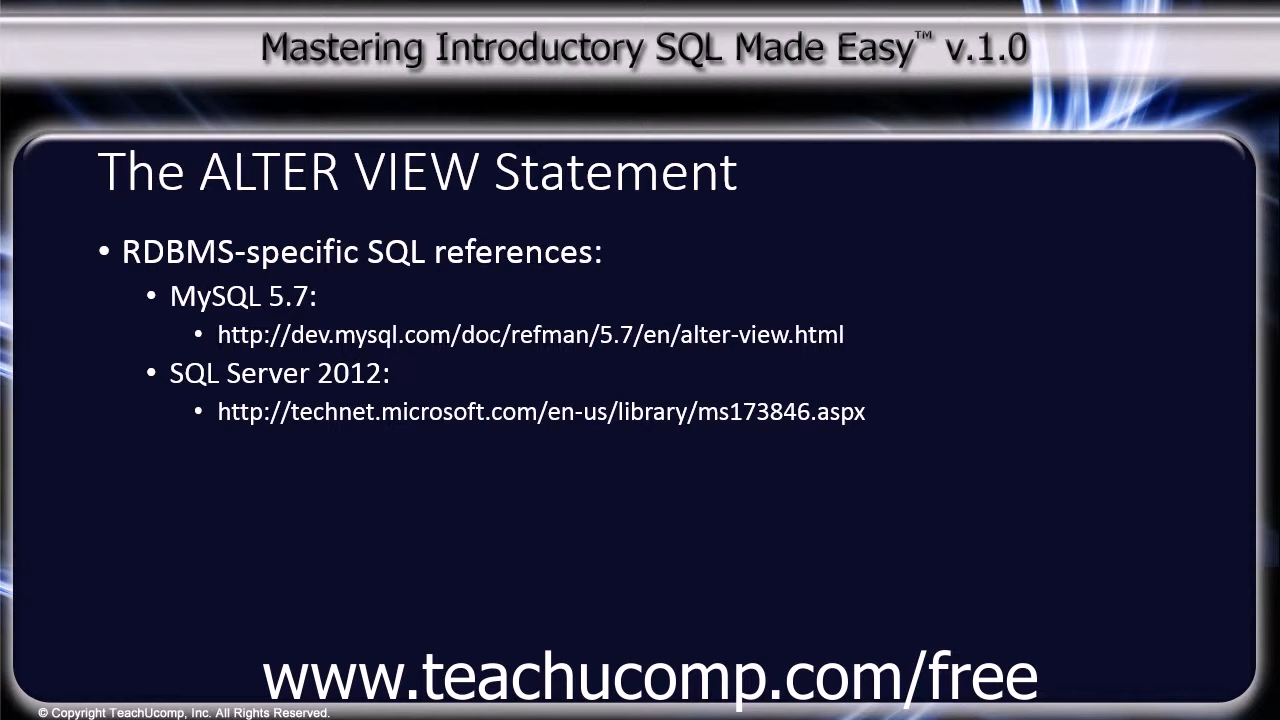 Mastering Introductory SQL Made Easy™ v.1.0
The ALTER VIEW Statement
• RDBMS-specific SQL references:
• MySQL 5.7:
• http://dev.mysql.com/doc/refman/5.7/en/alter-view.html
• SQL Server 2012:
• http://technet.microsoft.com/en-us/library/ms173846.aspx
www.teachucomp.com/free
© Copyright TeachUcomp, Inc. All Rights Reserved.